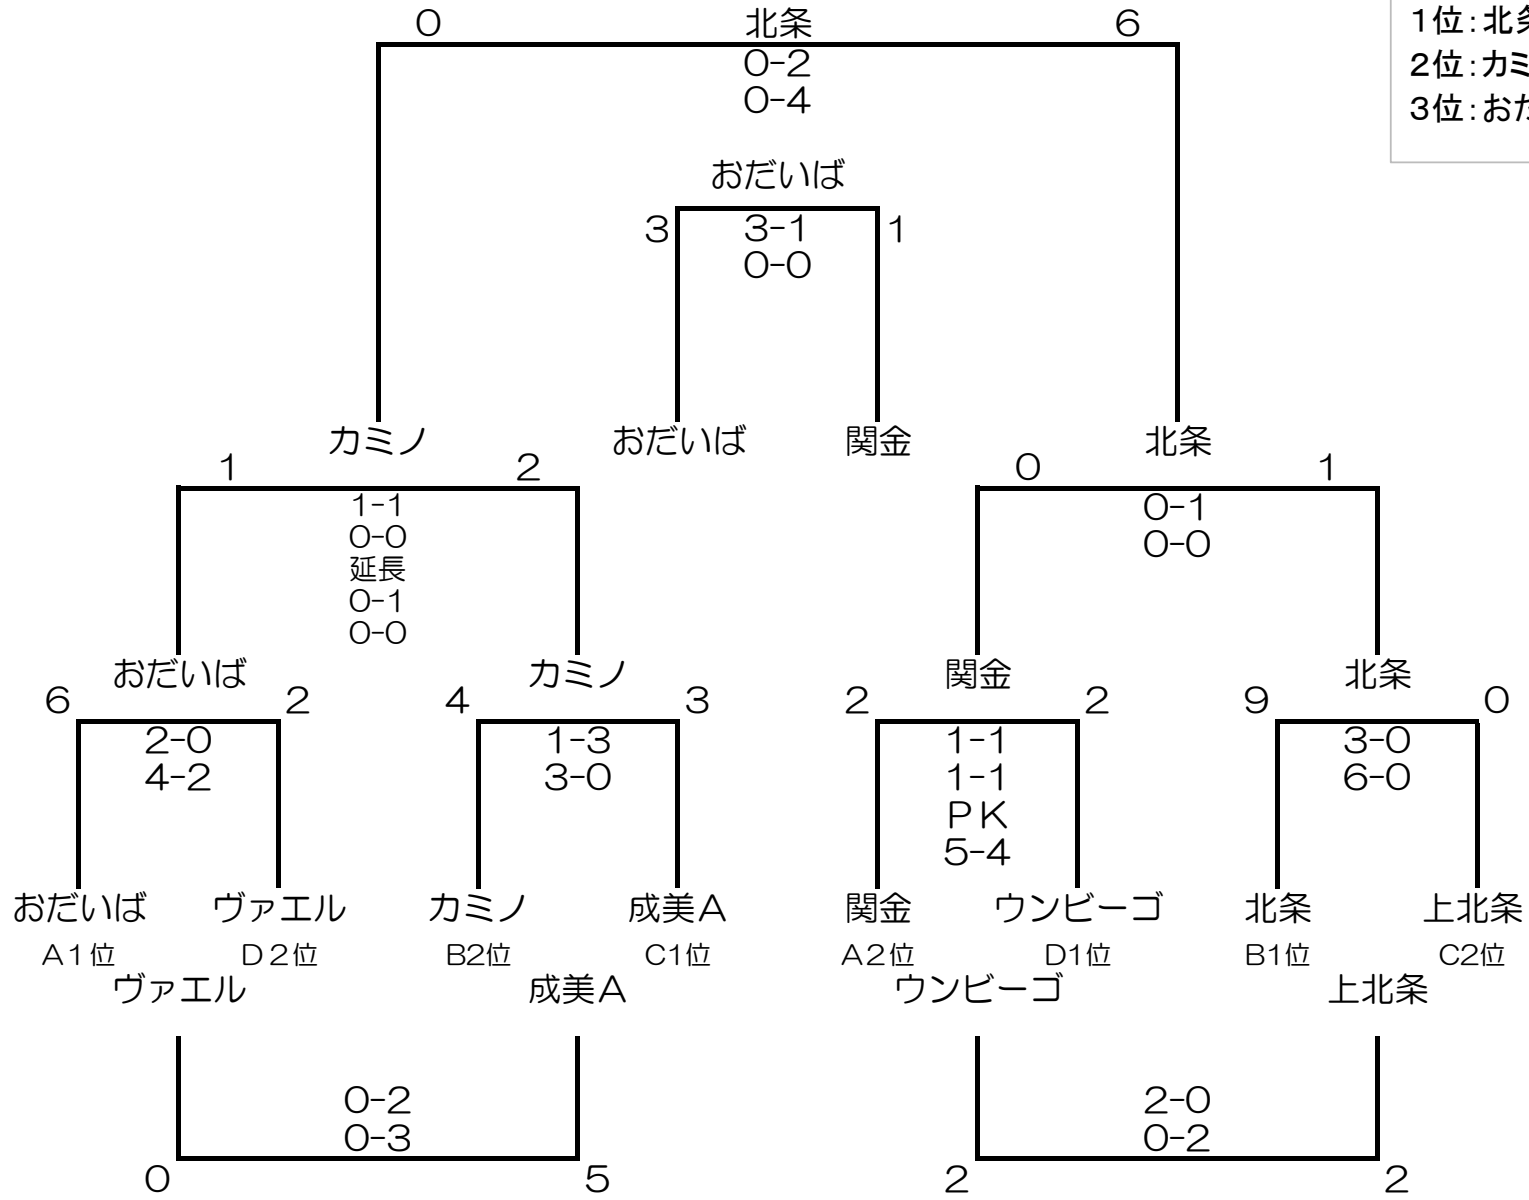 0 北条 6
0-2
0-4
1位:北条
2位:カミ
3位:おだ
おだいば
3 3-1 1
0-0
カミノ おだいば 関金 北条
1 2 0 1
1-1
0-0
延長
0-1
0-0
0-1
0-0
おだいば カミノ 関金 北条
6 2 4 3 2 2 9 0
2-0
4-2
1-3
3-0
1-1
1-1
PK
5-4
3-0
6-0
おだいば ヴァエル カミノ 成美A 関金 ウンビーゴ 北条 上北条
A1位 D2位 B2位 C1位 A2位 D1位 B1位 C2位
ヴァエル 成美A ウンビーゴ 上北条
0-2
0-3
2-0
0-2
0 5 2 2